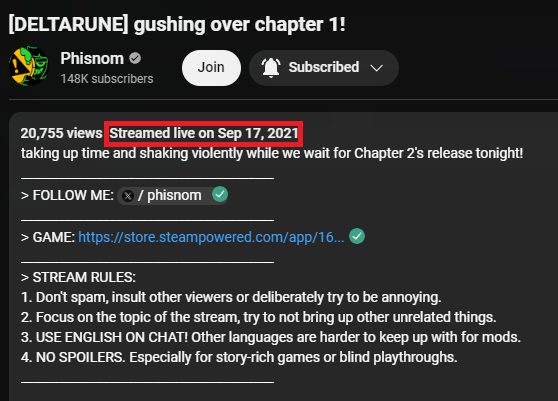 [DELTARUNE] gushing over chapter 1!
Phisnom
148K subscribers
Join
Subscribed
20,755 views Streamed live on Sep 17, 2021
taking up time and shaking violently while we wait for Chapter 2's release tonight!
> FOLLOW ME: X / phisnom
> GAME: https://store.steampowered.com/app/16...
> STREAM RULES:
1. Don't spam, insult other viewers or deliberately try to be annoying.
2. Focus on the topic of the stream, try to not bring up other unrelated things.
3. USE ENGLISH ON CHAT! Other languages are harder to keep up with for mods.
4. NO SPOILERS. Especially for story-rich games or blind playthroughs.